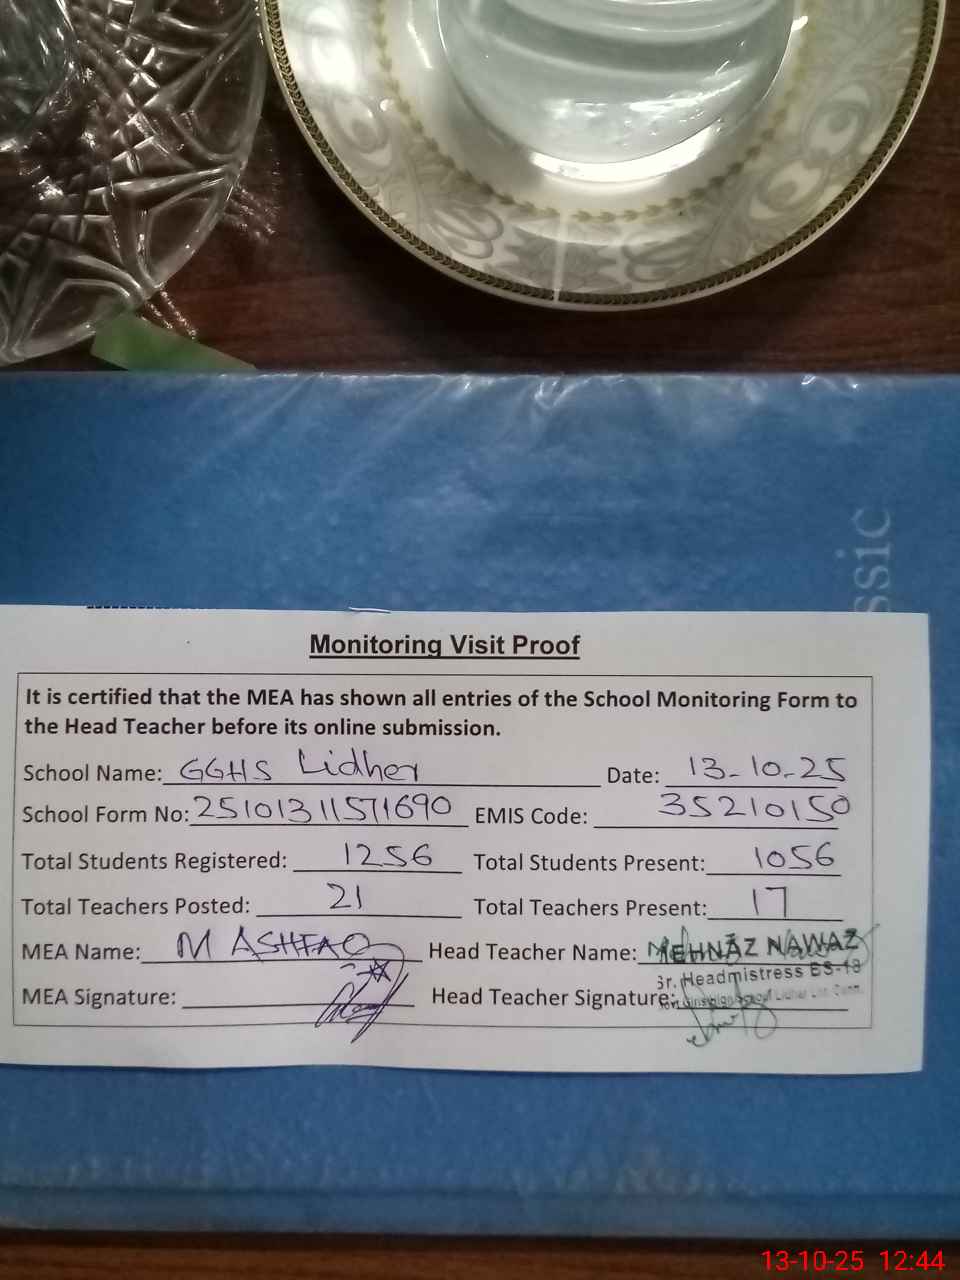 ssic
Monitoring Visit Proof
It is certified that the MEA has shown all entries of the School Monitoring Form to
the Head Teacher before its online submission.
School Name: GGHS Lidher Date: 13-10-25
School Form No: 25101311571690 EMIS Code: 35210150
Total Students Registered: 1256 Total Students Present: 1056
Total Teachers Posted: 21 Total Teachers Present: 17
MEA Name: M ASHFAQ Head Teacher Name: MEHNAZ NAWAZ
Sr. Headmistress BS-18
MEA Signature: Head Teacher Signature:
Lidher Lhr. Cantt.
13-10-25 12:44